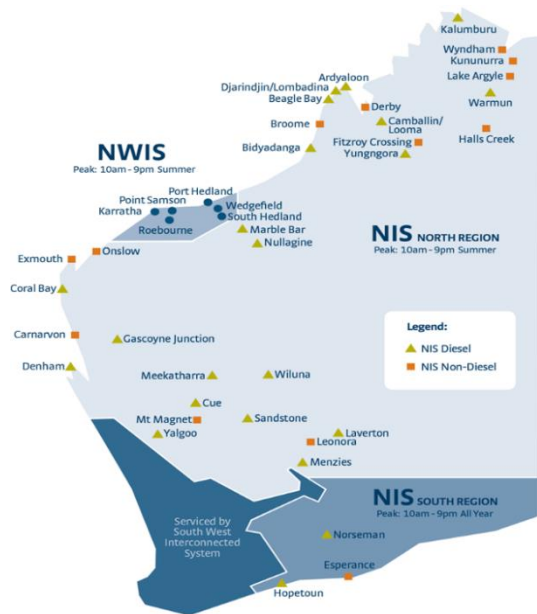 Kalumburu
Wyndham
Kununurra
Lake Argyle
Warmun
Halls Creek
Ardyaloon
Djarindjin/Lombadina
Beagle Bay
Derby
Camballin/
Looma
Broome
Fitzroy Crossing
Yungngora
Bidyadanga
NWIS
Peak: 10am - 9pm Summer
Port Hedland
Point Samson
Wedgefield
Karratha
South Hedland
Roebourne
Marble Bar
Nullagine
NIS NORTH REGION
Peak: 10am - 9pm Summer
Onslow
Exmouth
Coral Bay
Carnarvon
Gascoyne Junction
Legend:
NIS Diesel
NIS Non-Diesel
Denham
Meekatharra
Wiluna
Cue
Mt Magnet
Sandstone
Yalgoo
Laverton
Leonora
Menzies
NIS SOUTH REGION
Peak: 10am - 9pm All Year
Serviced by
South West
Interconnected
System
Norseman
Esperance
Hopetoun